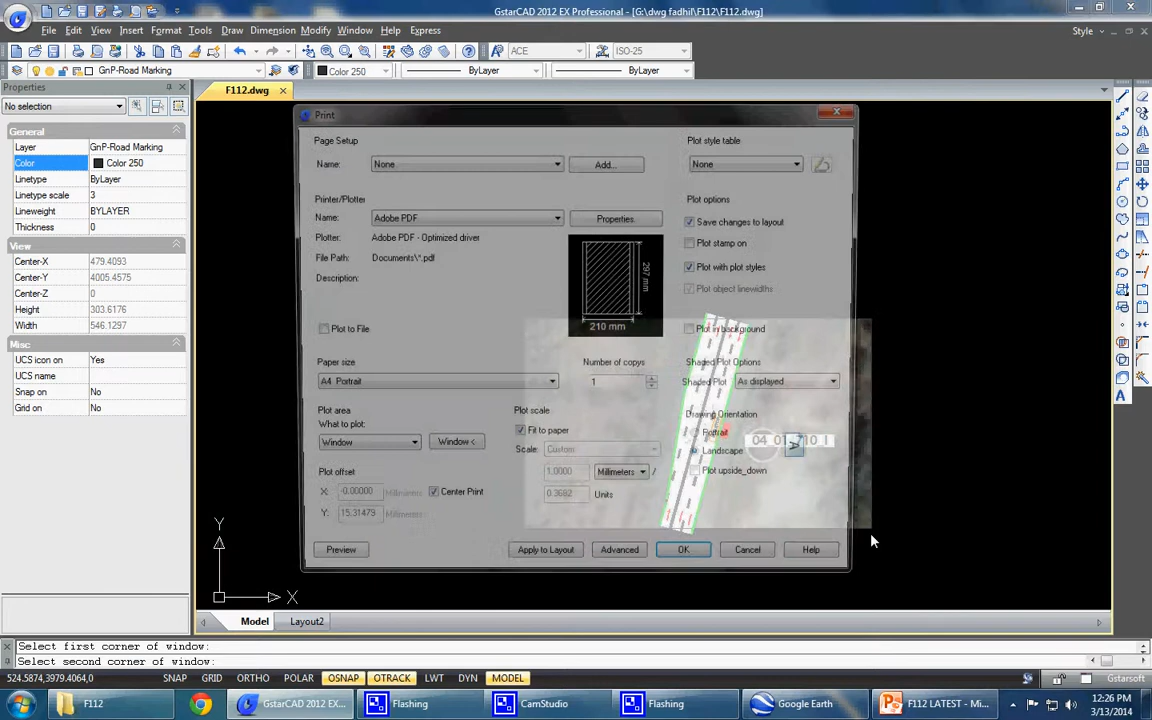 GstarCAD 2012 EX Professional - [G:\dwg fadhil\F112\F112.dwg]
File Edit View Insert Format Tools Draw Dimension Modify Window Help Express
Style
ACE ISO-25
GnP-Road Marking Color 250 ByLayer ByLayer
Properties
F112.dwg
No selection
General
Layer GnP-Road Marking
Color Color 250
Linetype ByLayer
Linetype scale 3
Lineweight BYLAYER
Thickness 0
View
Center-X 479.4093
Center-Y 4005.4575
Center-Z 0
Height 303.6176
Width 546.1297
Misc
UCS icon on Yes
UCS name
Snap on No
Grid on No
Print
Page Setup
Name: None Add...
Plot style table
None
Printer/Plotter
Name: Adobe PDF Properties
Plotter: Adobe PDF - Optimized driver
File Path: Documents\*.pdf
Description:
297 mm
210 mm
Plot options
Save changes to layout
Plot stamp on
Plot with plot styles
Plot object linewidths
Plot in background
Plot to File
Paper size
A4 Portrait
Number of copys
1
Shaded Plot Options
Shaded Plot As displayed
Plot area
What to plot:
Window Window <
Plot scale
Fit to paper
Scale: Custom
1.0000 Millimeters /
0.3682 Units
Drawing Orientation
Portrait
Landscape
Plot upside_down
Plot offset
X: -0.00000 Millimeters Center Print
Y: 15.31479 Millimeters
Preview Apply to Layout Advanced OK Cancel Help
Y
X
Model Layout2
Select first corner of window:
Select second corner of window:
524.5874,3979.4064,0 SNAP GRID ORTHO POLAR OSNAP OTRACK LWT DYN MODEL Gstarsoft
F112 GstarCAD 2012 EX... Flashing CamStudio Flashing Google Earth F112 LATEST - Mi...
12:26 PM
3/13/2014